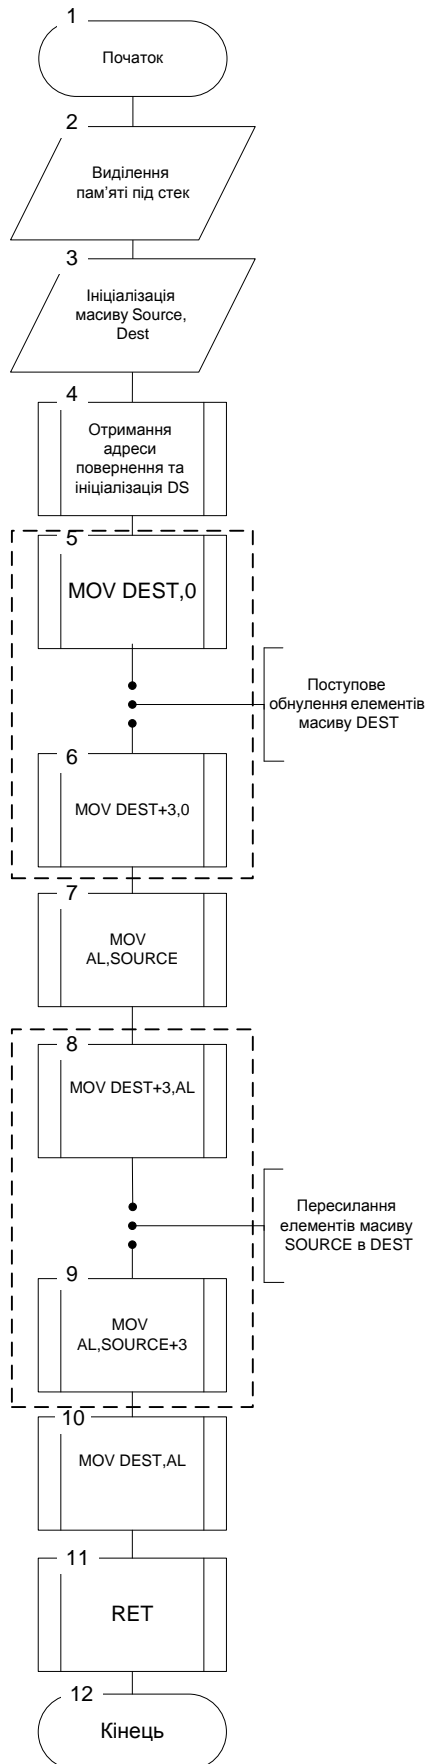 1
Початок
2
Виділення
пам’яті під стек
3
Ініціалізація
масиву Source,
Dest
4
Отримання
адреси
повернення та
ініціалізація DS
5
MOV DEST,0
Поступове
обнулення елементів
масиву DEST
6
MOV DEST+3,0
7
MOV
AL,SOURCE
8
MOV DEST+3,AL
Пересилання
елементів масиву
SOURCE в DEST
9
MOV
AL,SOURCE+3
10
MOV DEST,AL
11
RET
12
Кінець